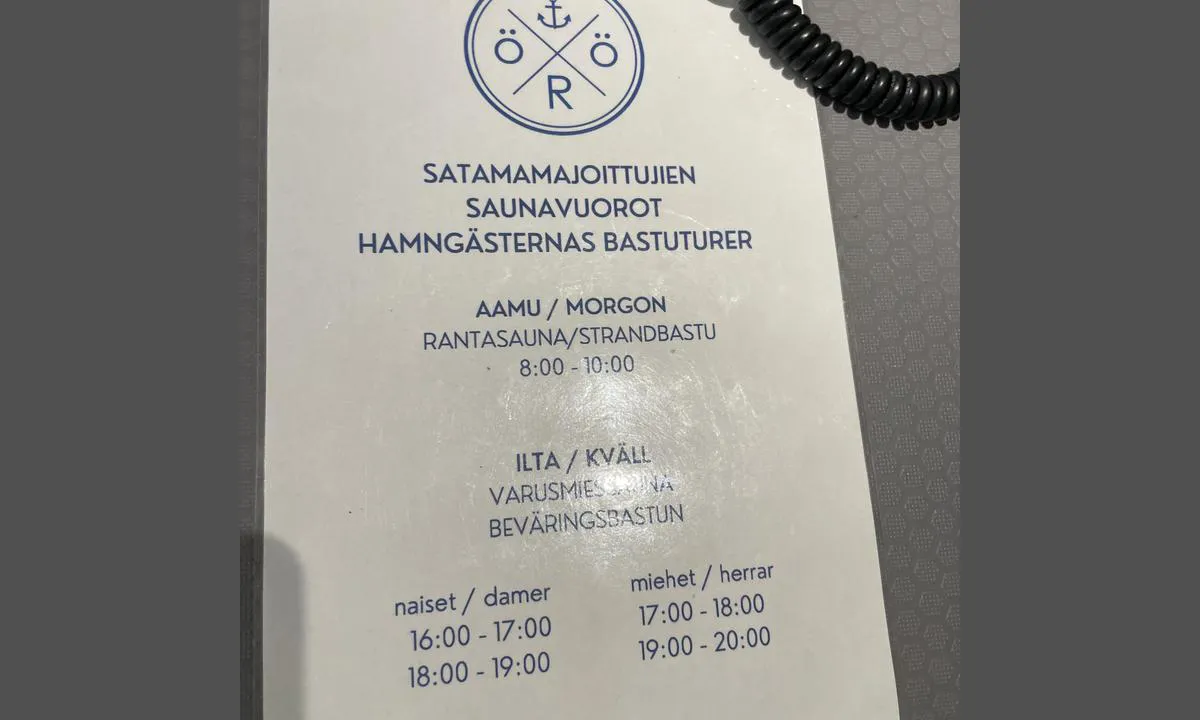 Ö R Ö
SATAMAMAJOITTUJIEN
SAUNAVUOROT
HAMNGÄSTERNAS BASTUTURER
AAMU / MORGON
RANTASAUNA/STRANDBASTU
8:00 - 10:00
ILTA / KVÄLL
VARUSMIESSAUNA
BEVÄRINGSBASTUN
naiset / damer
16:00 - 17:00
18:00 - 19:00
miehet / herrar
17:00 - 18:00
19:00 - 20:00